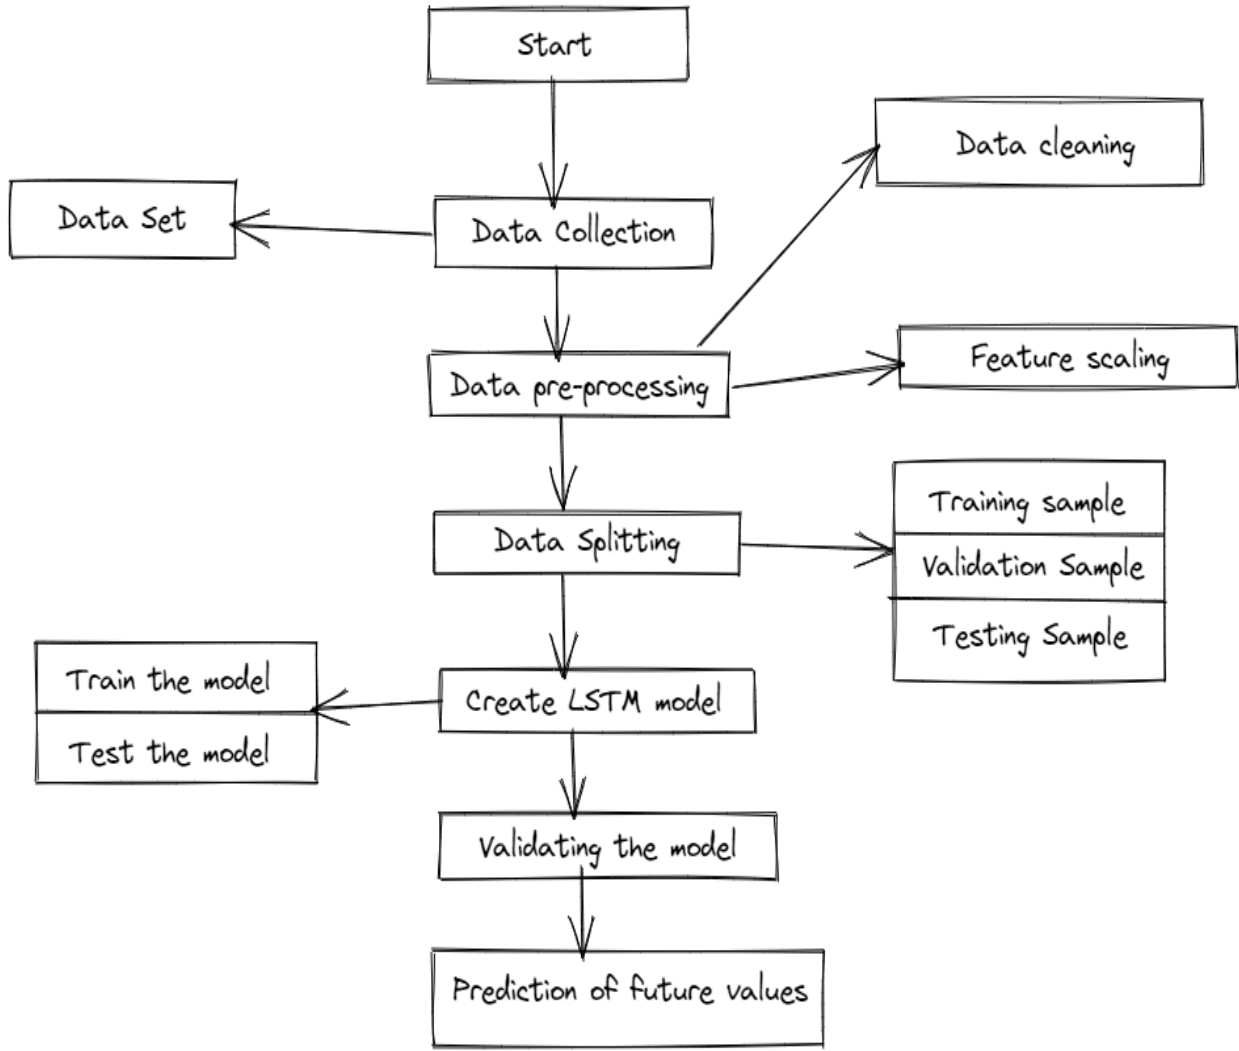 Start
Data cleaning
Data Set
Data Collection
Feature scaling
Data pre-processing
Training sample
Data Splitting
Validation Sample
Testing Sample
Train the model
Create LSTM model
Test the model
Validating the model
Prediction of future values